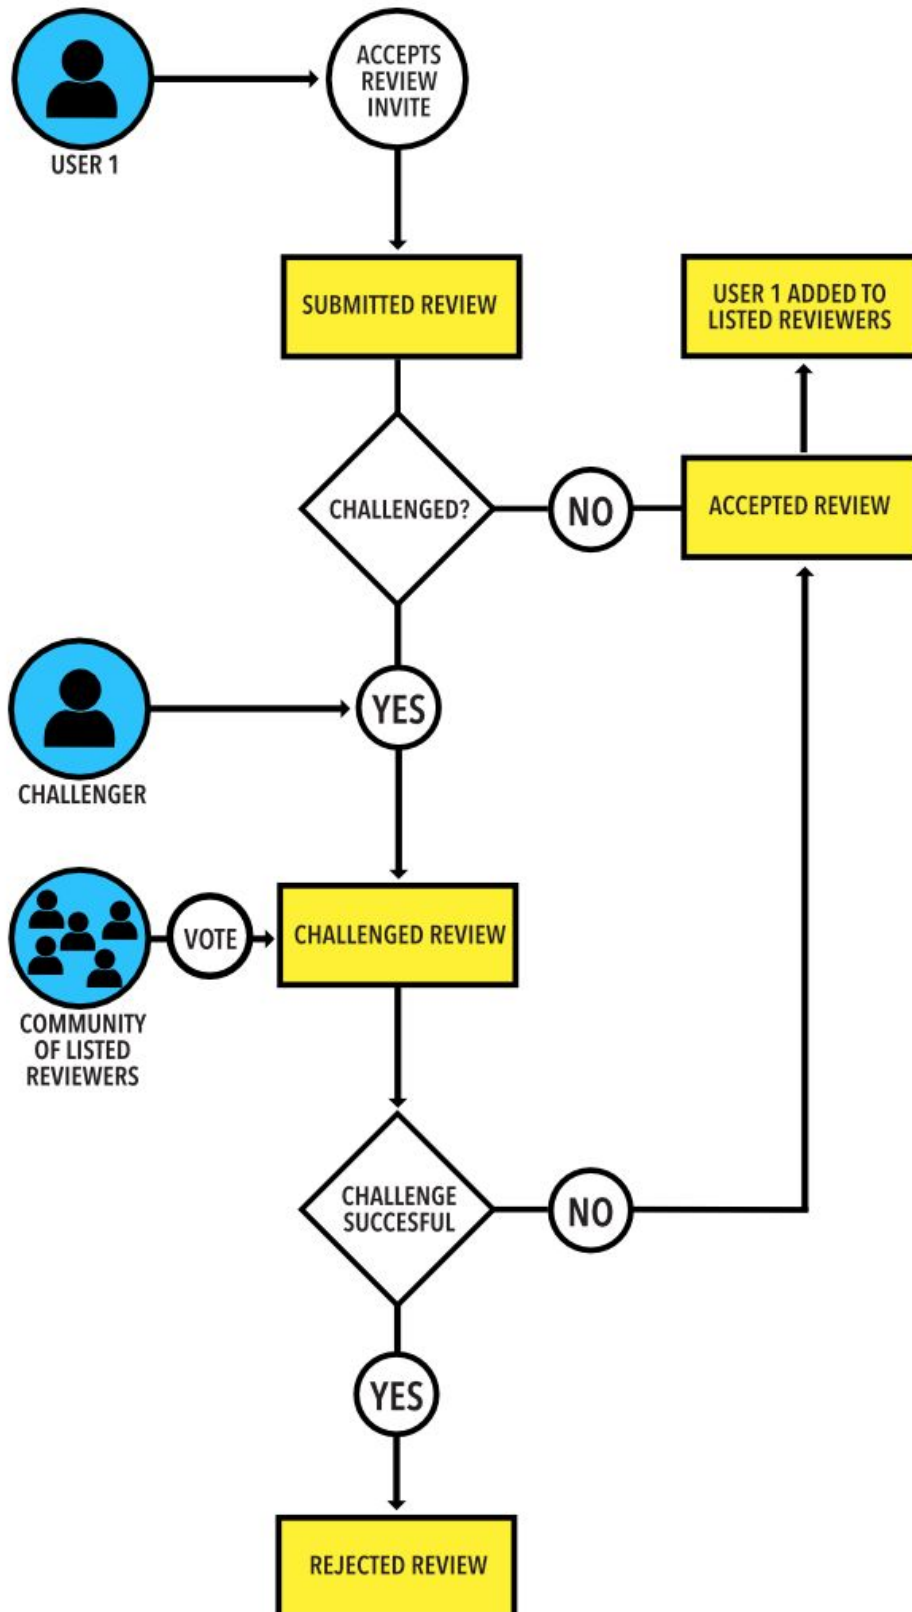 ACCEPTS
REVIEW
INVITE
USER 1
SUBMITTED REVIEW
USER 1 ADDED TO
LISTED REVIEWERS
CHALLENGED?
NO
ACCEPTED REVIEW
YES
CHALLENGER
VOTE
CHALLENGED REVIEW
COMMUNITY
OF LISTED
REVIEWERS
CHALLENGE
SUCCESFUL
NO
YES
REJECTED REVIEW